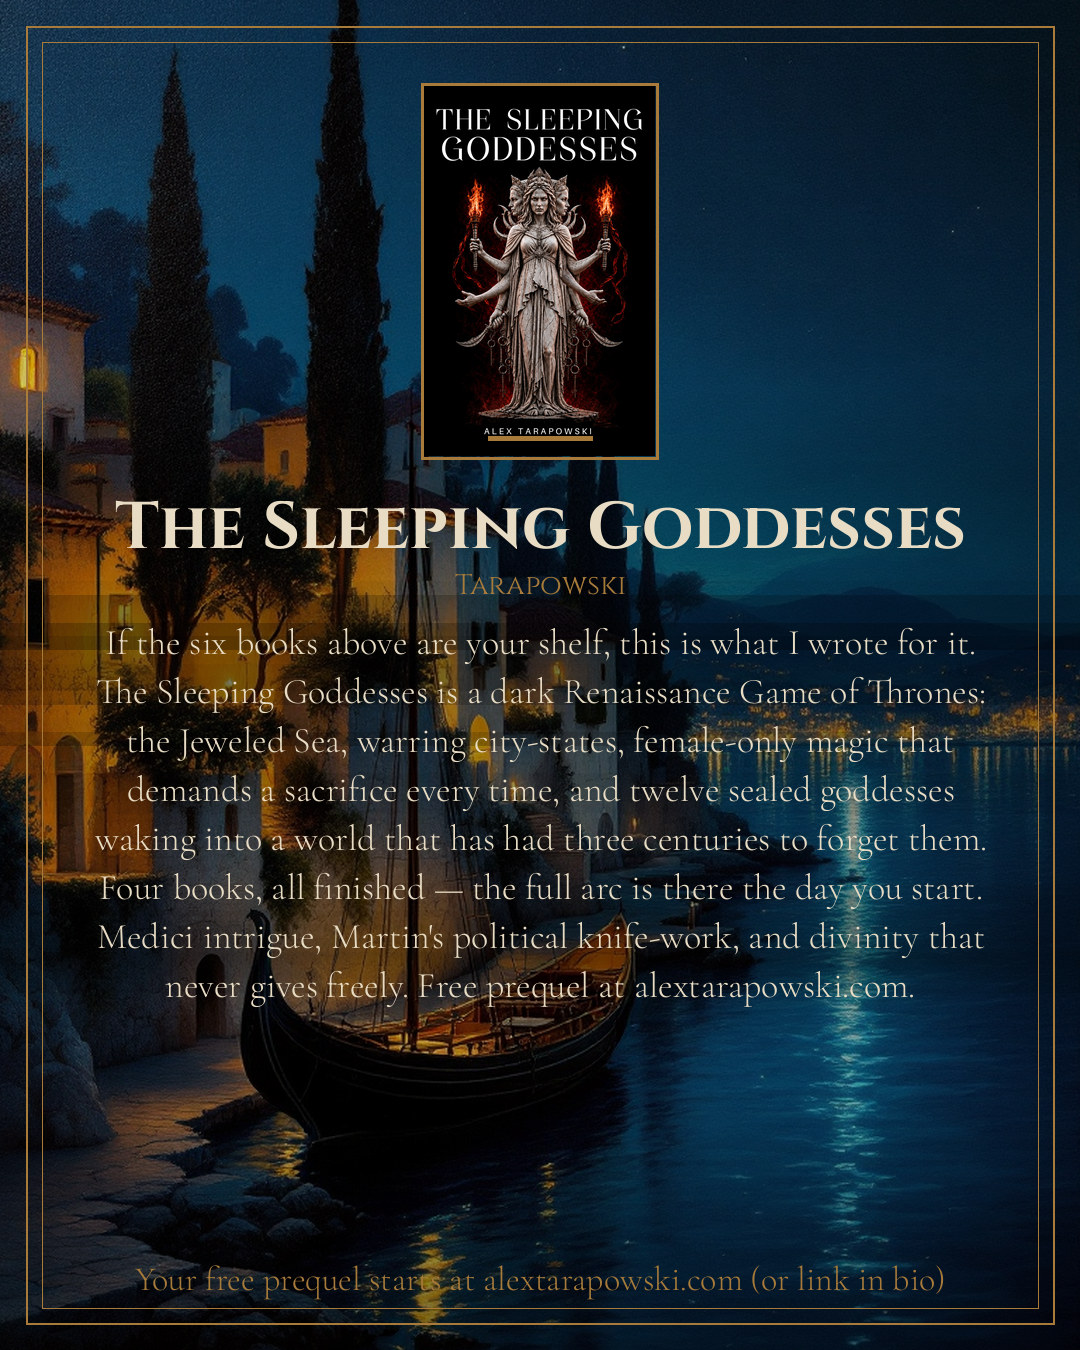 THE SLEEPING
GODDESSES
ALEX TARAPOWSKI
The Sleeping Goddesses
Tarapowski
If the six books above are your shelf, this is what I wrote for it.
The Sleeping Goddesses is a dark Renaissance Game of Thrones:
the Jeweled Sea, warring city-states, female-only magic that
demands a sacrifice every time, and twelve sealed goddesses
waking into a world that has had three centuries to forget them.
Four books, all finished — the full arc is there the day you start.
Medici intrigue, Martin's political knife-work, and divinity that
never gives freely. Free prequel at alextarapowski.com.
Your free prequel starts at alextarapowski.com (or link in bio)